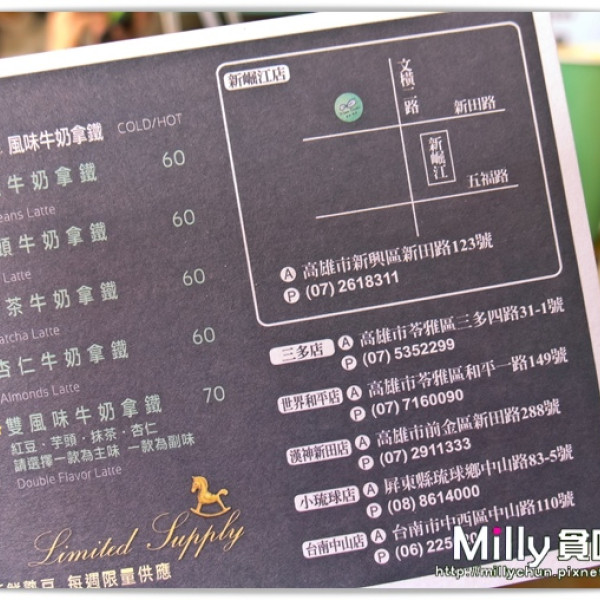 風味牛奶拿鐵 COLD/HOT
牛奶拿鐵 60
eans Latte
頭牛奶拿鐵 60
Latte
茶牛奶拿鐵 60
atcha Latte
杏仁牛奶拿鐵 60
Almonds Latte
雙風味牛奶拿鐵 70
紅豆·芋頭·抹茶·杏仁
請選擇一款為主味 一款為副味
Double Flavor Latte
Limited Supply
每週限量供應
新崛江店
文橫二路
新田路
新崛江
五福路
Ⓐ 高雄市新興區新田路123號
Ⓟ (07) 2618311
三多店 Ⓐ 高雄市苓雅區三多四路31-1號
Ⓟ (07) 5352299
世界和平店 Ⓐ 高雄市苓雅區和平一路149號
Ⓟ (07) 7160090
漢神新田店 Ⓐ 高雄市前金區新田路288號
Ⓟ (07) 2911333
小琉球店 Ⓐ 屏東縣琉球鄉中山路83-5號
Ⓟ (08) 8614000
台南中山店 Ⓐ 台南市中西區中山路110號
Ⓟ (06) 225
Milly 貧
http://millychun.pixne